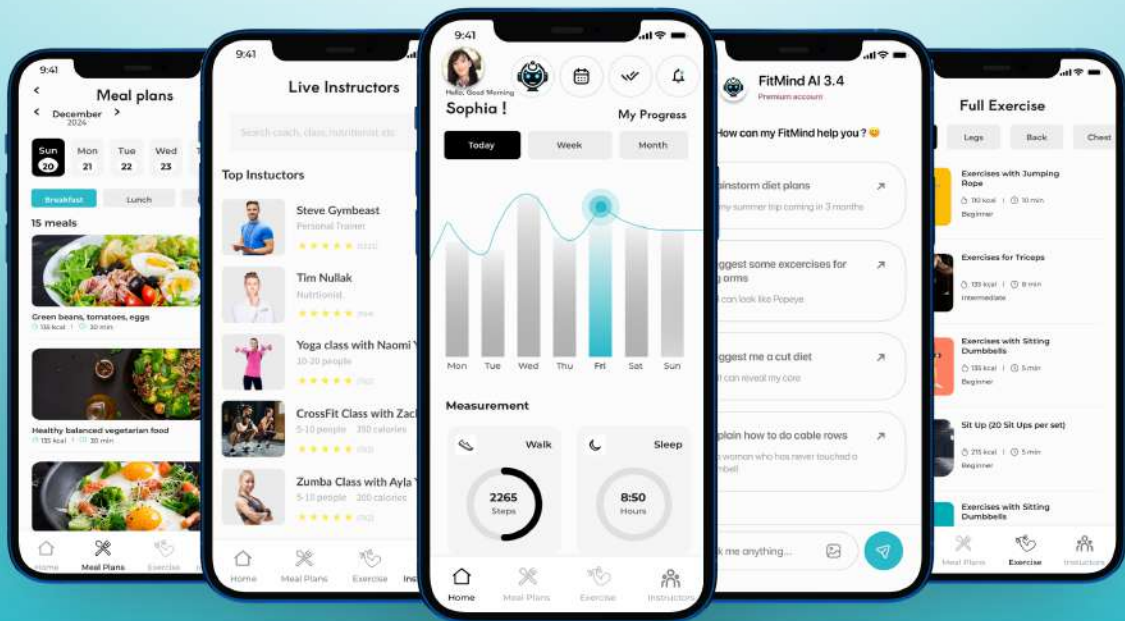 9:41
Meal plans
< December >
2024
Sun Mon Tue Wed
20 21 22 23
Breakfast Lunch
15 meals
Green beans, tomatoes, eggs
135 kcal | 30 min
Healthy balanced vegetarian food
135 kcal | 30 min
Home Meal Plans Exercise
9:41
Live Instructors
Search coach, class, nutritionist etc
Top Instuctors
Steve Gymbeast
Personal Trainer
Tim Nullak
Nutritionist
Yoga class with Naomi
10-20 people
CrossFit Class with Zac
5-10 people 350 calories
Zumba Class with Ayla
5-10 people 200 calories
Home Meal Plans Exercise Ins
9:41
Hello, Good Morning
Sophia !
My Progress
Today Week Month
Mon Tue Wed Thu Fri Sat Sun
Measurement
Walk
2265
Steps
Sleep
8:50
Hours
Home Meal Plans Exercise Instructors
FitMind AI 3.4
Premium account
How can my FitMind help you ?
instorm diet plans
my summer trip coming in 3 months
ggest some excercises for
g arms
can look like Popeye
ggest me a cut diet
t can reveal my core
plain how to do cable rows
a woman who has never touched a
mbell
k me anything...
Full Exercise
Legs Back Chest
Exercises with Jumping
Rope
110 kcal | 10 min
Beginner
Exercises for Triceps
135 kcal | 8 min
Intermediate
Exercises with Sitting
Dumbbells
135 kcal | 5 min
Beginner
Sit Up (20 Sit Ups per set)
215 kcal | 5 min
Beginner
Exercises with Sitting
Dumbbells
Meal Plans Exercise Instructors